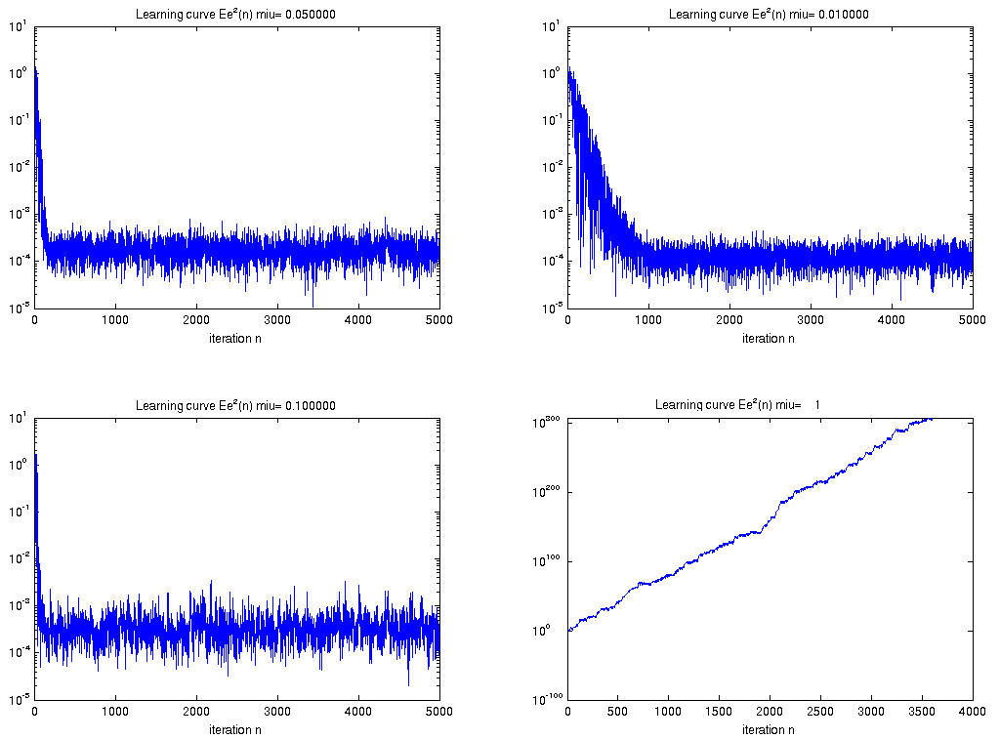 Learning curve Ee²(n) miu= 0.050000
10¹
10⁰
10⁻¹
10⁻²
10⁻³
10⁻⁴
10⁻⁵
0 1000 2000 3000 4000 5000
iteration n
Learning curve Ee²(n) miu= 0.010000
10¹
10⁰
10⁻¹
10⁻²
10⁻³
10⁻⁴
10⁻⁵
0 1000 2000 3000 4000 5000
iteration n
Learning curve Ee²(n) miu= 0.100000
10¹
10⁰
10⁻¹
10⁻²
10⁻³
10⁻⁴
10⁻⁵
0 1000 2000 3000 4000 5000
iteration n
Learning curve Ee²(n) miu= 1
10³⁰⁰
10²⁰⁰
10¹⁰⁰
10⁰
10⁻¹⁰⁰
0 500 1000 1500 2000 2500 3000 3500 4000
iteration n